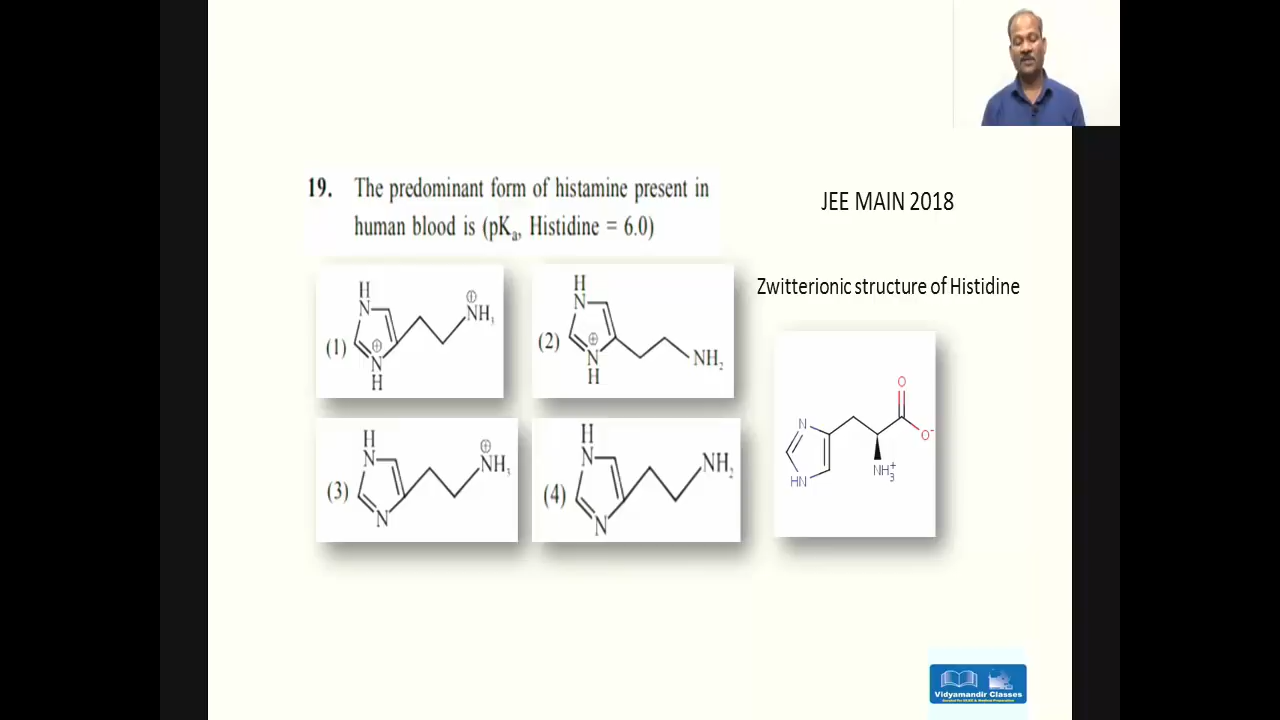 19. The predominant form of histamine present in
human blood is (pKa, Histidine = 6.0)
JEE MAIN 2018
Zwitterionic structure of Histidine
(1)
H
N
⊕
N
H
⊕
NH3
(2)
H
N
⊕
N
H
NH2
(3)
H
N
N
⊕
NH3
(4)
H
N
N
NH2
N
HN
O
O-
NH3+
Vidyamandir Classes